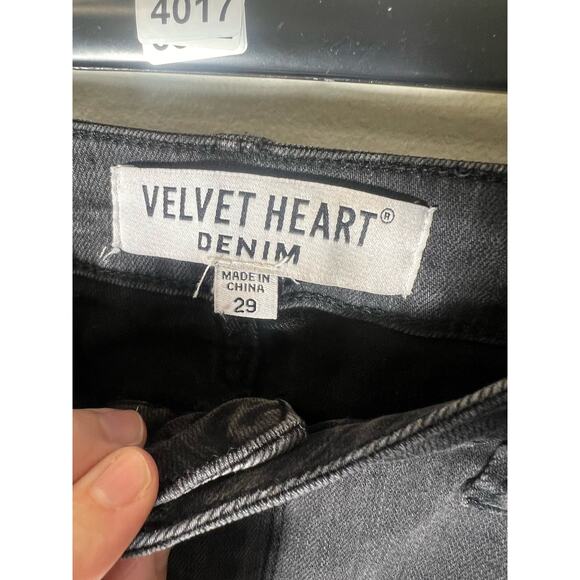 4017
VELVET HEART®
DENIM
MADE IN
CHINA
29